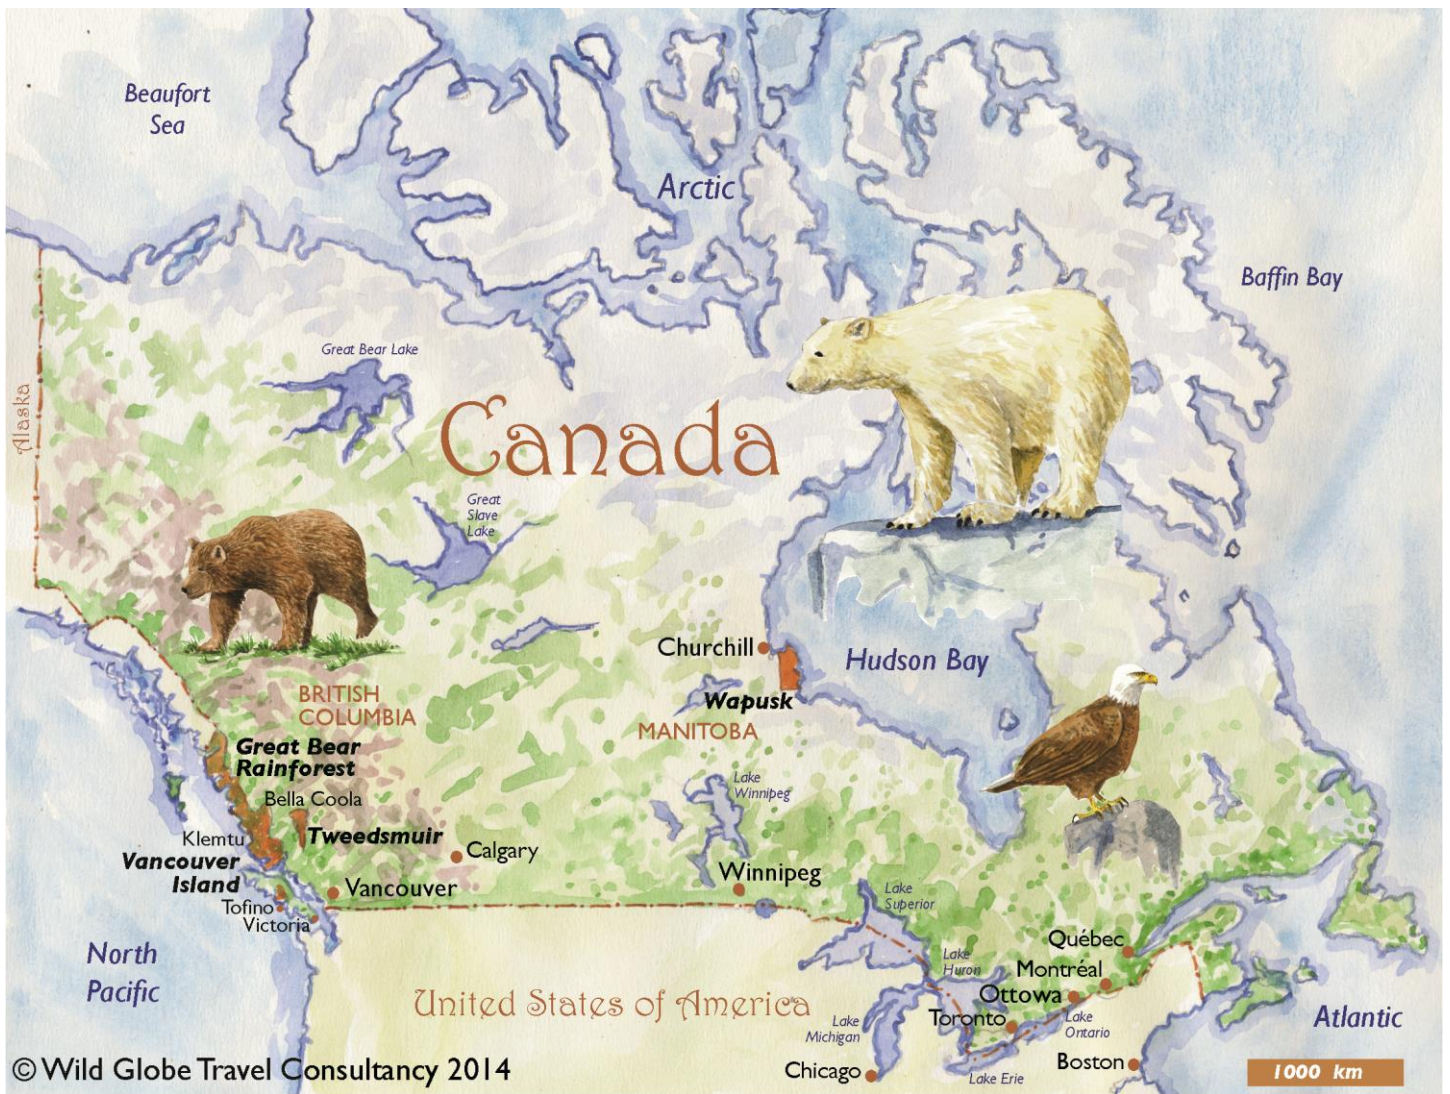 Beaufort
Sea
Arctic
Baffin Bay
Great Bear Lake
Alaska
Canada
Great
Slave
Lake
Churchill
Hudson Bay
BRITISH
COLUMBIA
Wapusk
MANITOBA
Great Bear
Rainforest
Lake
Winnipeg
Bella Coola
Klemtu
Tweedsmuir
Vancouver
Island
Calgary
Vancouver
Winnipeg
Lake
Superior
Tofino
Victoria
North
Pacific
Québec
Lake
Huron
Montréal
Ottowa
United States of America
Toronto
Lake
Ontario
Lake
Michigan
Atlantic
© Wild Globe Travel Consultancy 2014
Chicago
Lake Erie
Boston
1000 km